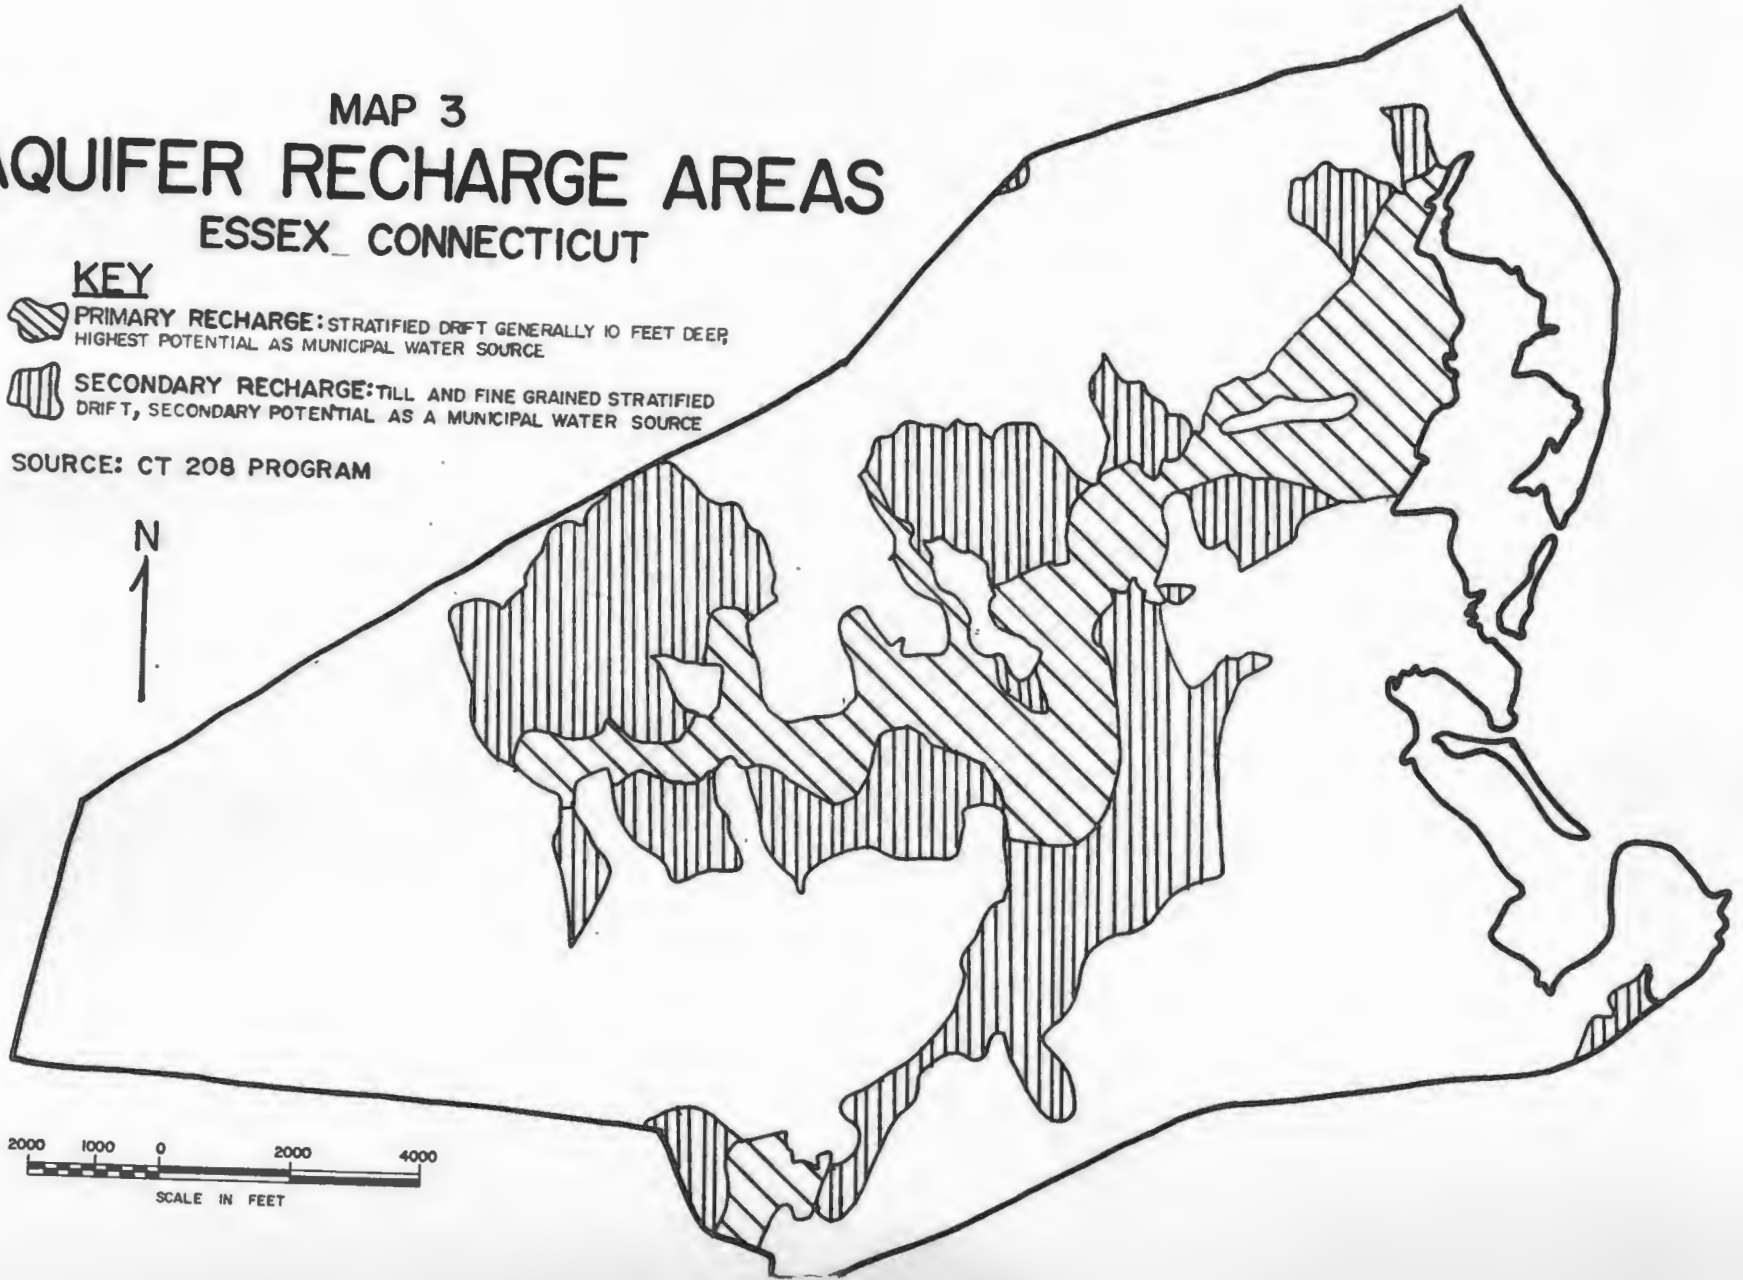 MAP 3
AQUIFER RECHARGE AREAS
ESSEX CONNECTICUT
KEY
PRIMARY RECHARGE: STRATIFIED DRIFT GENERALLY 10 FEET DEEP,
HIGHEST POTENTIAL AS MUNICIPAL WATER SOURCE
SECONDARY RECHARGE: TILL AND FINE GRAINED STRATIFIED
DRIFT, SECONDARY POTENTIAL AS A MUNICIPAL WATER SOURCE
SOURCE: CT 208 PROGRAM
N
2000 1000 0 2000 4000
SCALE IN FEET